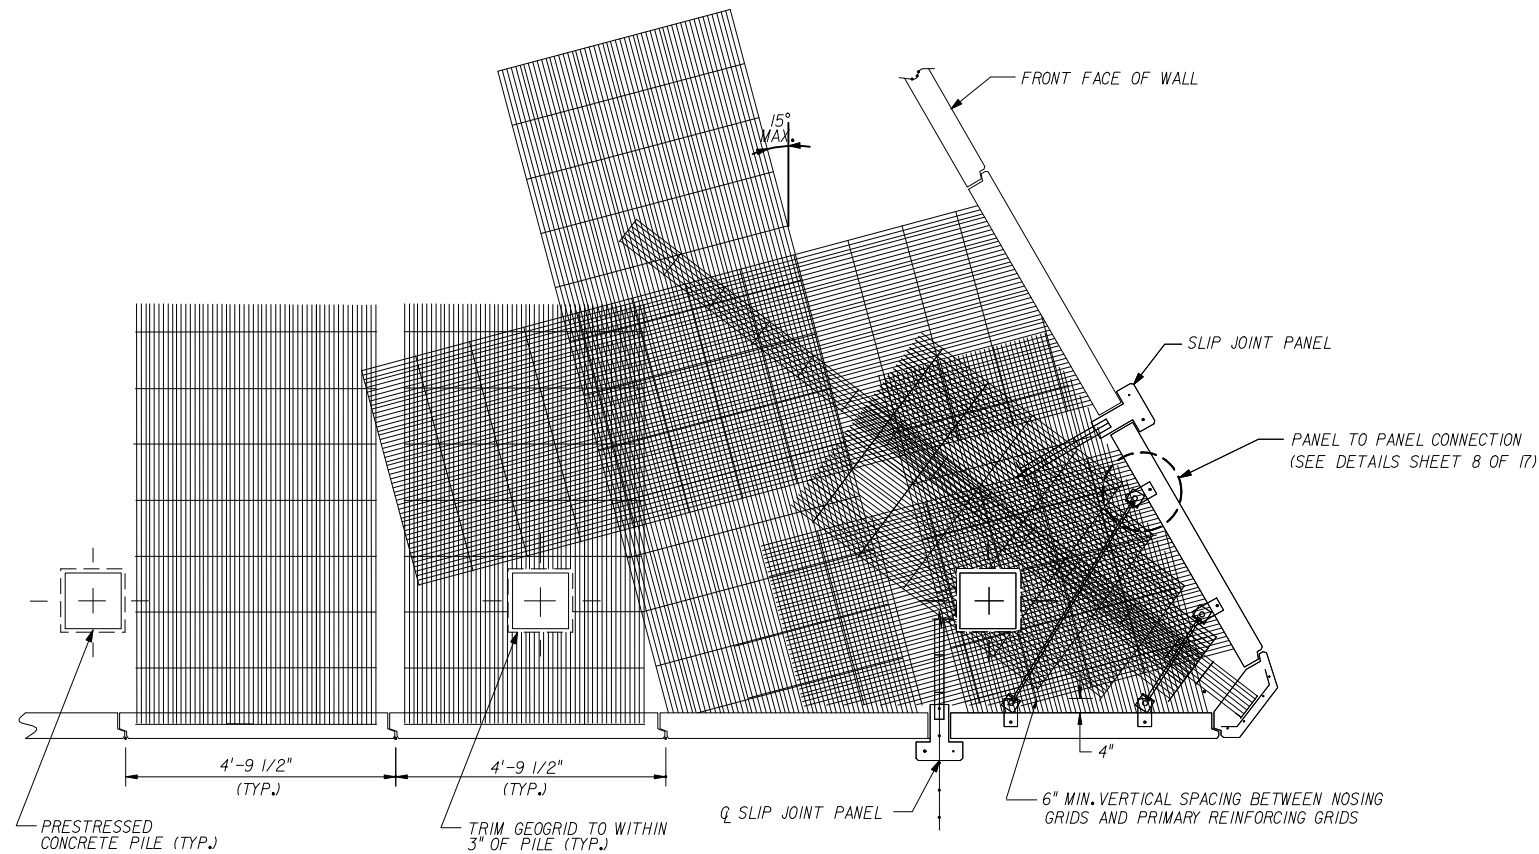 FRONT FACE OF WALL
15°
MAX.
SLIP JOINT PANEL
PANEL TO PANEL CONNECTION
(SEE DETAILS SHEET 8 OF 17)
4'-9 1/2"
(TYP.)
4'-9 1/2"
(TYP.)
4"
℄ SLIP JOINT PANEL
6" MIN. VERTICAL SPACING BETWEEN NOSING
GRIDS AND PRIMARY REINFORCING GRIDS
PRESTRESSED
CONCRETE PILE (TYP.)
TRIM GEOGRID TO WITHIN
3" OF PILE (TYP.)